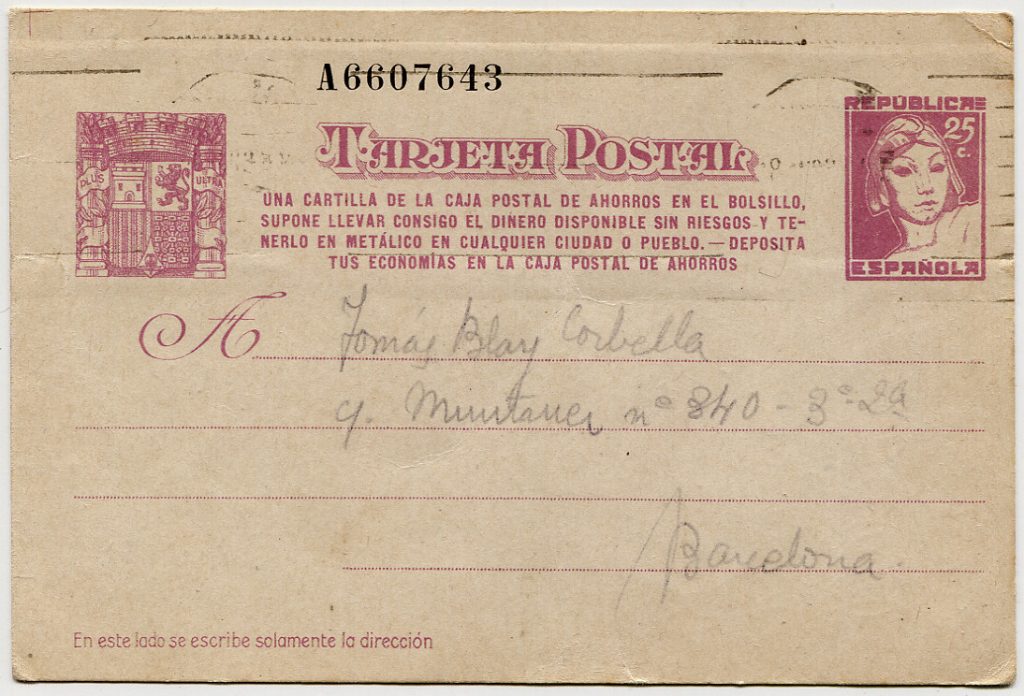 A6607643
TARJETA POSTAL
PLUS ULTRA
REPÚBLICA
25 c.
ESPAÑOLA
UNA CARTILLA DE LA CAJA POSTAL DE AHORROS EN EL BOLSILLO,
SUPONE LLEVAR CONSIGO EL DINERO DISPONIBLE SIN RIESGOS Y TE-
NERLO EN METÁLICO EN CUALQUIER CIUDAD O PUEBLO.—DEPOSITA
TUS ECONOMÍAS EN LA CAJA POSTAL DE AHORROS
A Tomás Blay Corbella
c. Muntaner nº 340 - 3º-2ª
Barcelona.
En este lado se escribe solamente la dirección